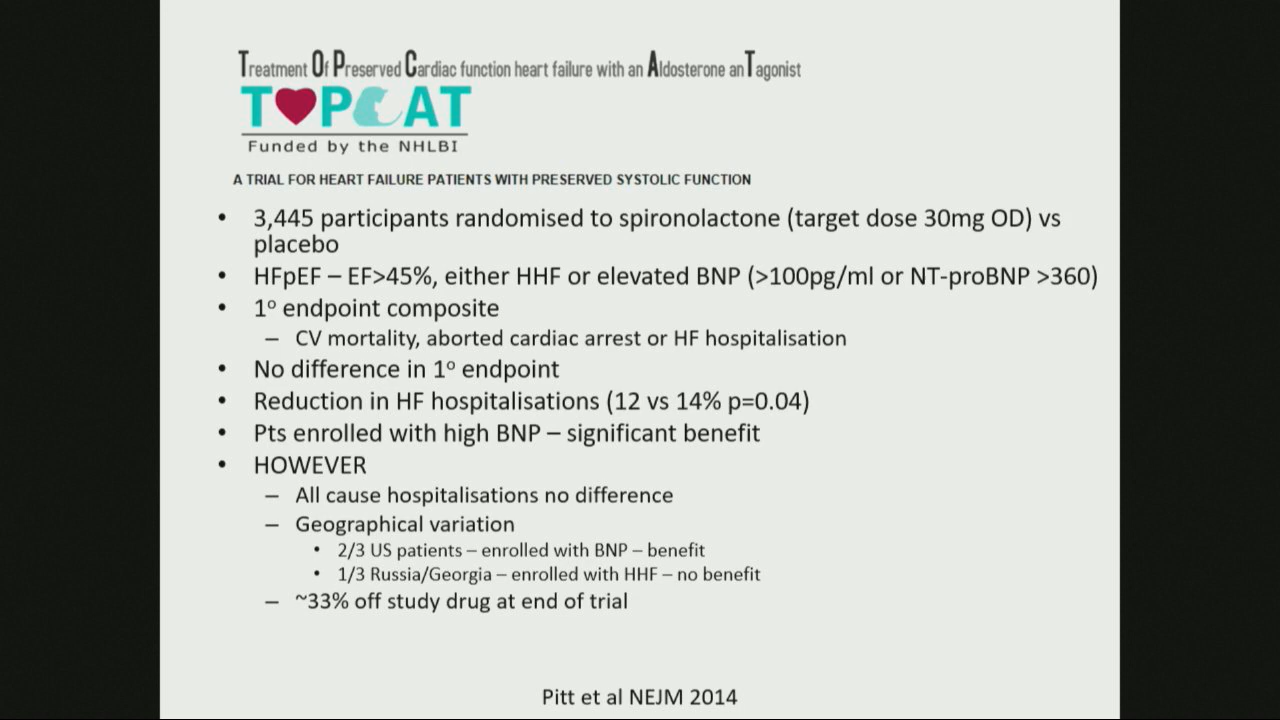 Treatment Of Preserved Cardiac function heart failure with an Aldosterone anTagonist
TOPCAT
Funded by the NHLBI
A TRIAL FOR HEART FAILURE PATIENTS WITH PRESERVED SYSTOLIC FUNCTION
• 3,445 participants randomised to spironolactone (target dose 30mg OD) vs
placebo
• HFpEF – EF>45%, either HHF or elevated BNP (>100pg/ml or NT-proBNP >360)
• 1º endpoint composite
– CV mortality, aborted cardiac arrest or HF hospitalisation
• No difference in 1º endpoint
• Reduction in HF hospitalisations (12 vs 14% p=0.04)
• Pts enrolled with high BNP – significant benefit
• HOWEVER
– All cause hospitalisations no difference
– Geographical variation
• 2/3 US patients – enrolled with BNP – benefit
• 1/3 Russia/Georgia – enrolled with HHF – no benefit
– ~33% off study drug at end of trial
Pitt et al NEJM 2014